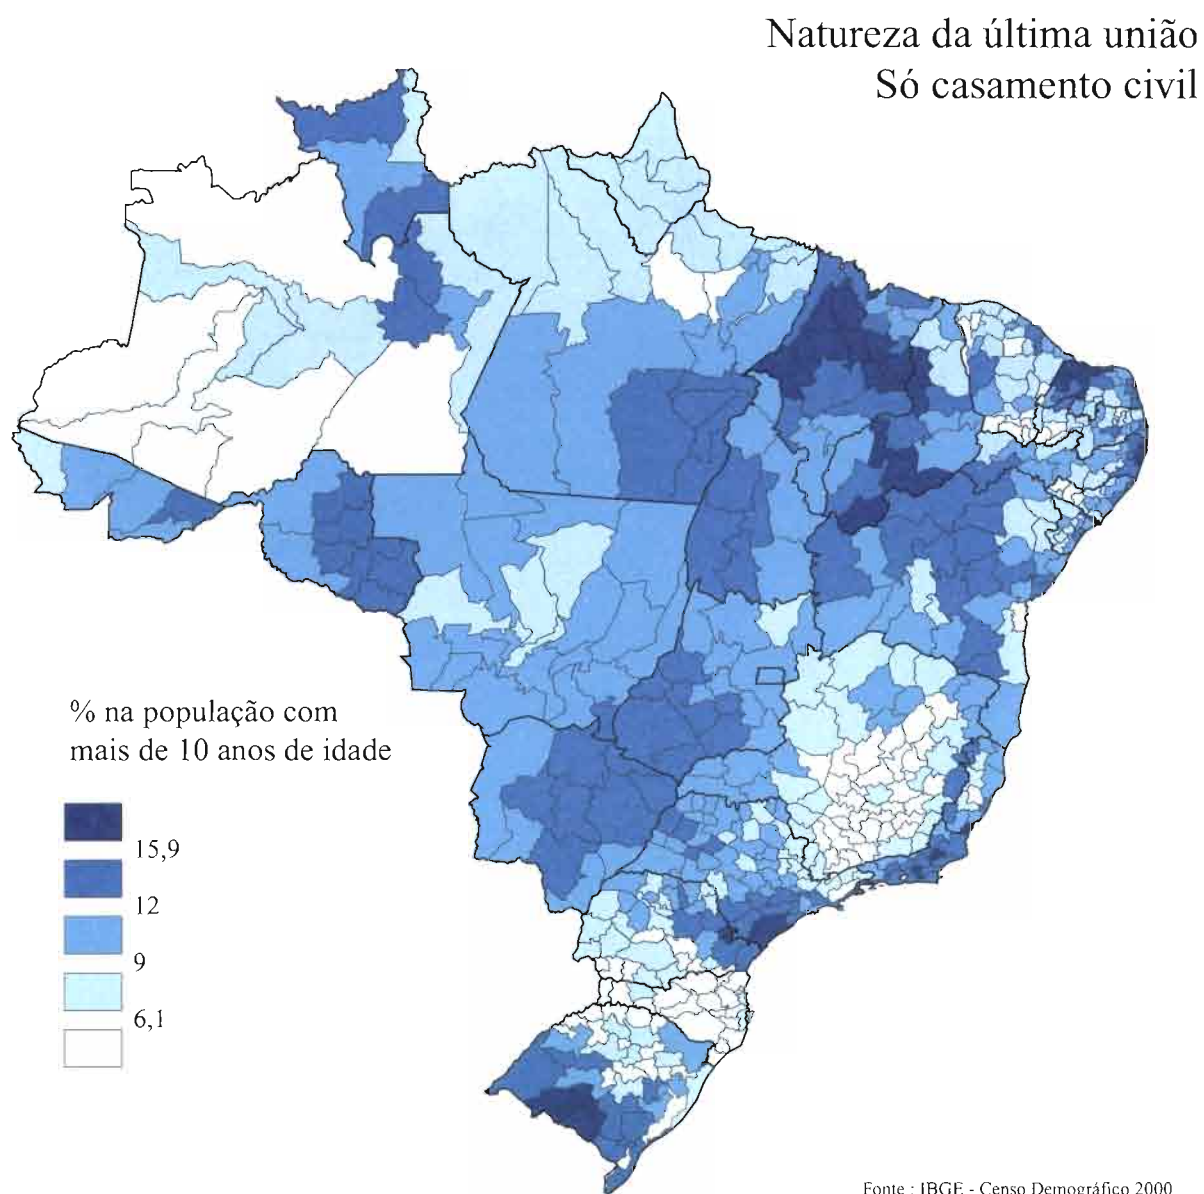 Natureza da última união
Só casamento civil
% na população com
mais de 10 anos de idade
15,9
12
9
6,1
Fonte : IBGE - Censo Demográfico 2000